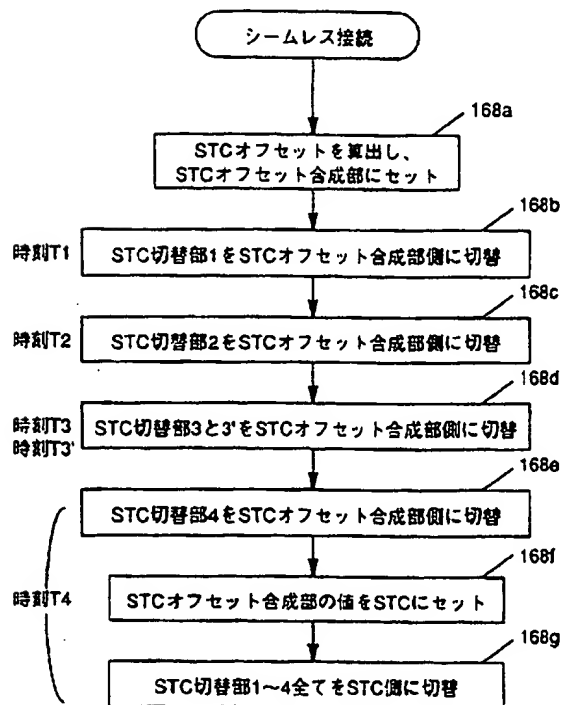 シームレス接続
168a
STCオフセットを算出し、
STCオフセット合成部にセット
168b
時刻T1
STC切替部1をSTCオフセット合成部側に切替
168c
時刻T2
STC切替部2をSTCオフセット合成部側に切替
168d
時刻T3
時刻T3'
STC切替部3と3'をSTCオフセット合成部側に切替
168e
STC切替部4をSTCオフセット合成部側に切替
時刻T4
168f
STCオフセット合成部の値をSTCにセット
168g
STC切替部1〜4全てをSTC側に切替